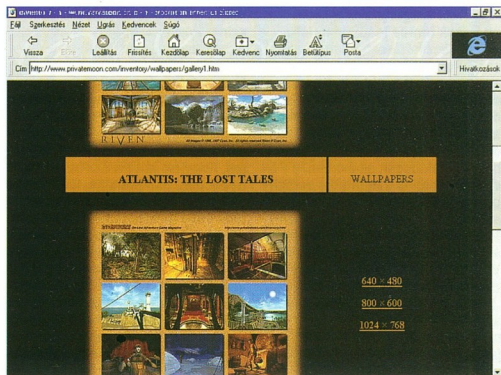 Fájl Szerkesztés Nézet Ugrás Kedvencek Súgó
Vissza Előre Leállítás Frissítés Kezdőlap Keresőlap Kedvenc Nyomtatás Betűtípus Posta
Cím http://www.privatemoon.com/inventory/wallpapers/gallery1.htm Hivatkozások
RIVEN
ATLANTIS: THE LOST TALES WALLPAPERS
640 × 480
800 × 600
1024 × 768